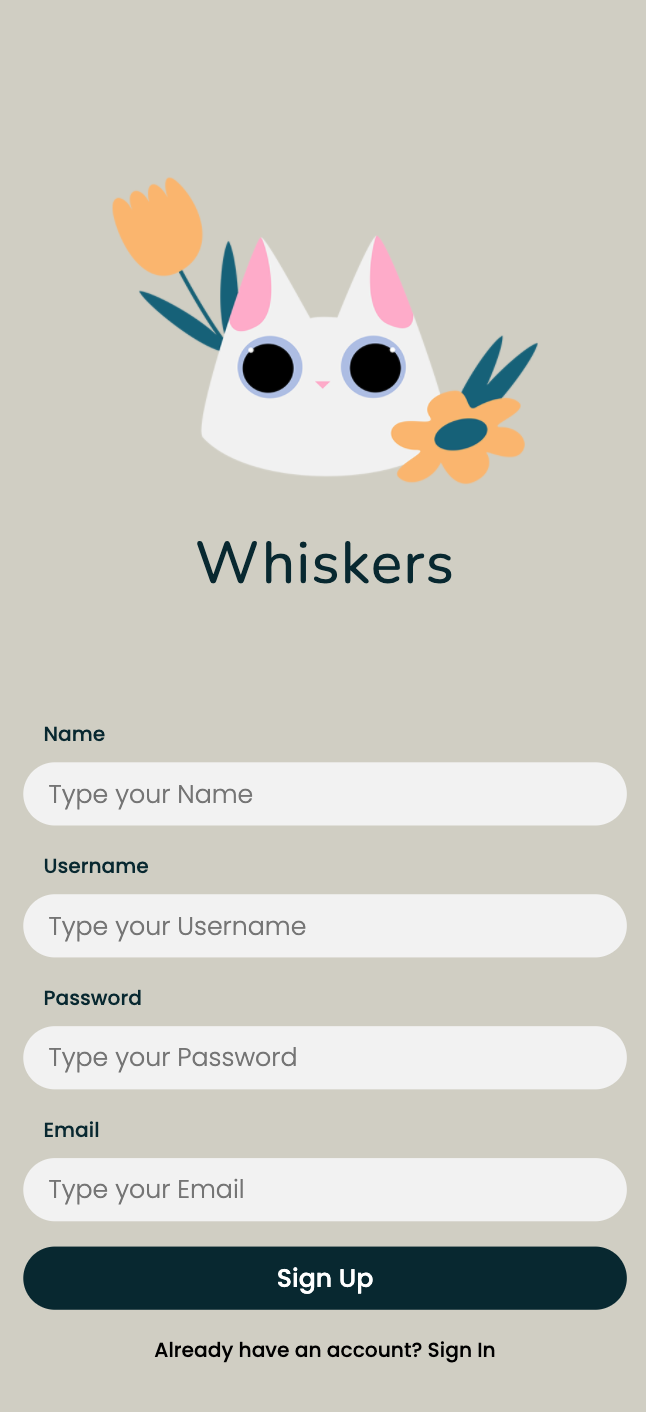 Whiskers
Name
Type your Name
Username
Type your Username
Password
Type your Password
Email
Type your Email
Sign Up
Already have an account? Sign In